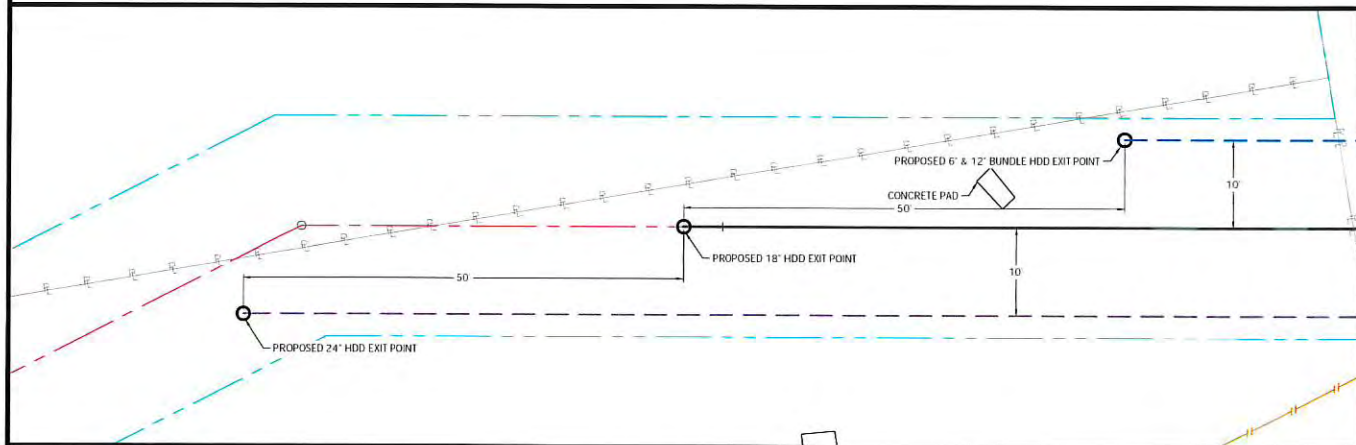 PROPOSED 6" & 12" BUNDLE HDD EXIT POINT
CONCRETE PAD
10'
50'
PROPOSED 18" HDD EXIT POINT
50'
10'
PROPOSED 24" HDD EXIT POINT